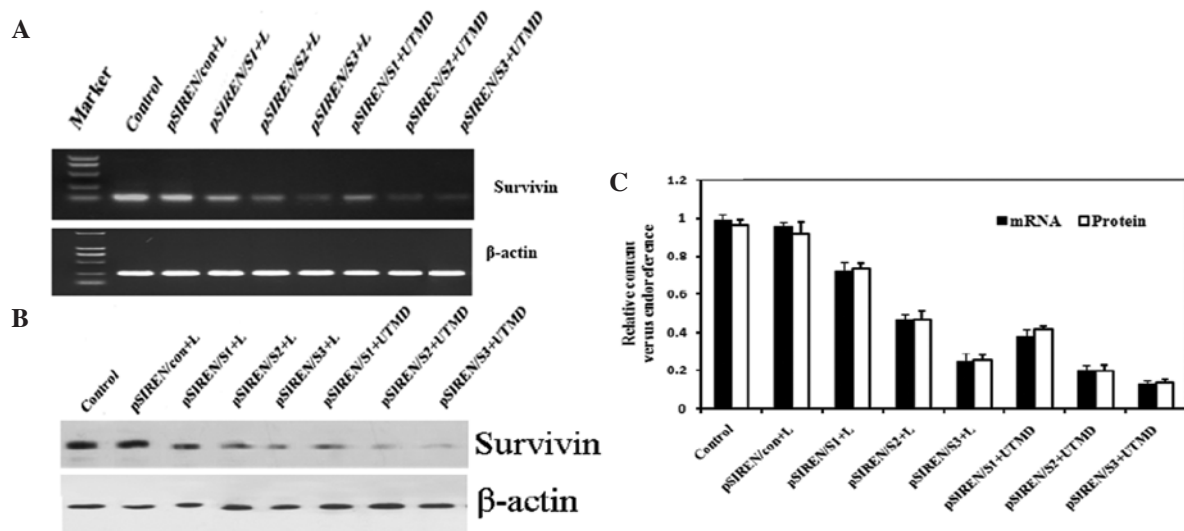 A
Marker
Control
pSIREN/con+L
pSIREN/S1+L
pSIREN/S2+L
pSIREN/S3+L
pSIREN/S1+UTMD
pSIREN/S2+UTMD
pSIREN/S3+UTMD
Survivin
β-actin
B
Control
pSIREN/con+L
pSIREN/S1+L
pSIREN/S2+L
pSIREN/S3+L
pSIREN/S1+UTMD
pSIREN/S2+UTMD
pSIREN/S3+UTMD
Survivin
β-actin
C
Relative content
versus endoreference
1.2
1
0.8
0.6
0.4
0.2
0
mRNA
Protein
Control
pSIREN/con+L
pSIREN/S1+L
pSIREN/S2+L
pSIREN/S3+L
pSIREN/S1+UTMD
pSIREN/S2+UTMD
pSIREN/S3+UTMD